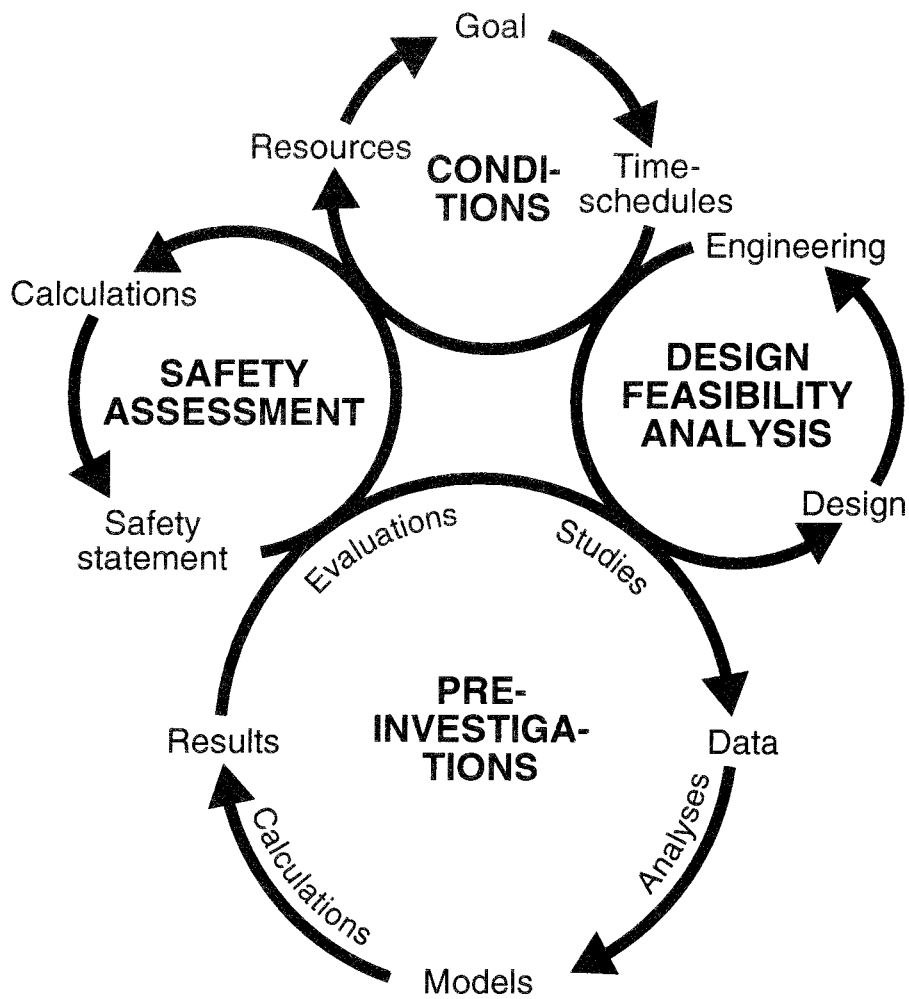 Goal
Resources
CONDI-
TIONS
Time-
schedules
Engineering
Calculations
SAFETY
ASSESSMENT
DESIGN
FEASIBILITY
ANALYSIS
Safety
statement
Design
Evaluations
Studies
PRE-
INVESTIGA-
TIONS
Results
Data
Calculations
Analyses
Models